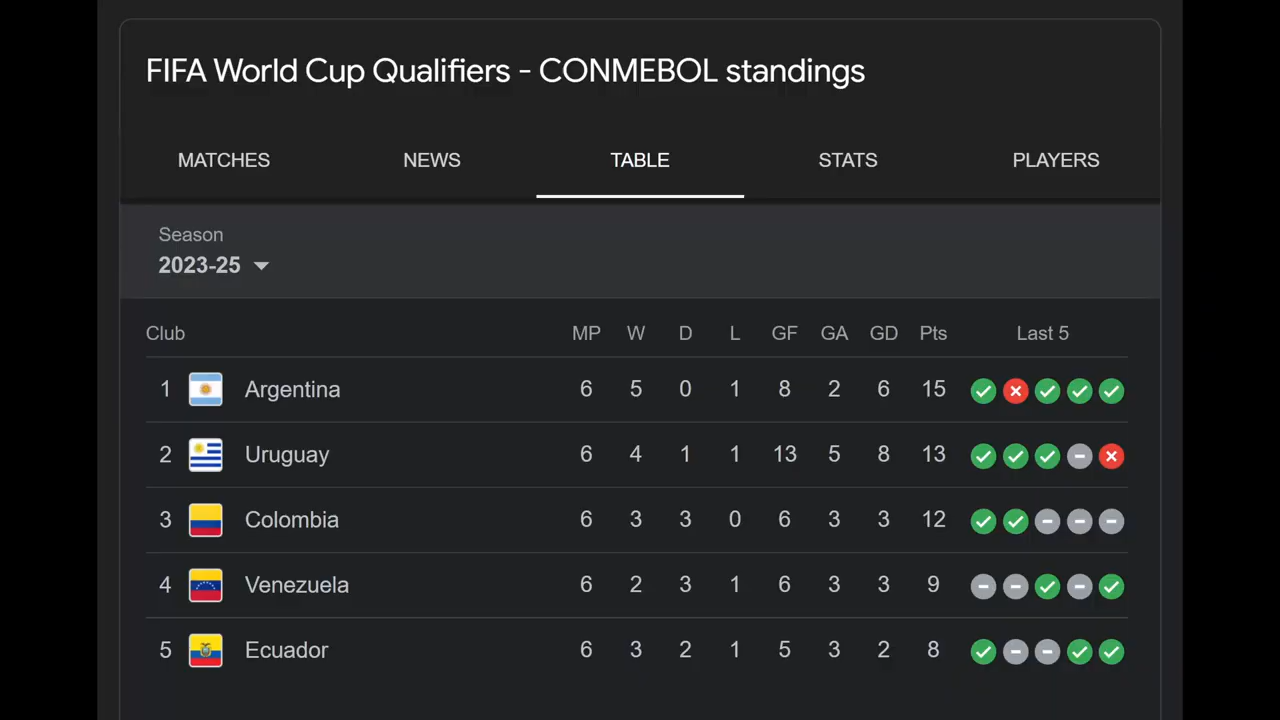 FIFA World Cup Qualifiers - CONMEBOL standings
MATCHES NEWS TABLE STATS PLAYERS
Season
2023-25
Club MP W D L GF GA GD Pts Last 5
1 Argentina 6 5 0 1 8 2 6 15
2 Uruguay 6 4 1 1 13 5 8 13
3 Colombia 6 3 3 0 6 3 3 12
4 Venezuela 6 2 3 1 6 3 3 9
5 Ecuador 6 3 2 1 5 3 2 8